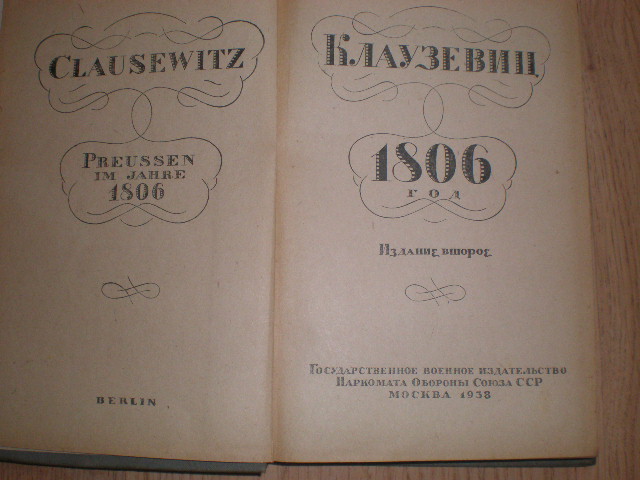 CLAUSEWITZ
PREUSSEN
IM JAHRE
1806
BERLIN
КЛАУЗЕВИЦ
1806
ГОД
Издание второе
Государственное военное издательство
Наркомата Обороны Союза ССР
МОСКВА 1938